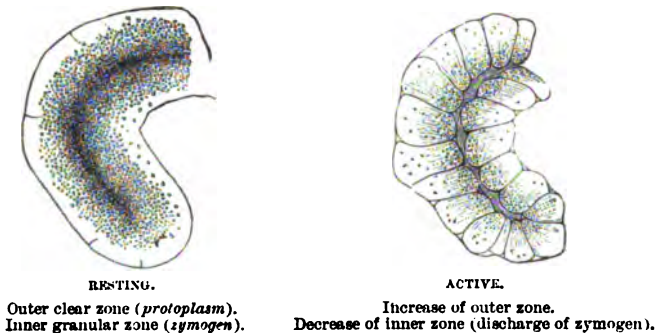 RESTING.
Outer clear zone (protoplasm).
Inner granular zone (zymogen).
ACTIVE.
Increase of outer zone.
Decrease of inner zone (discharge of zymogen).